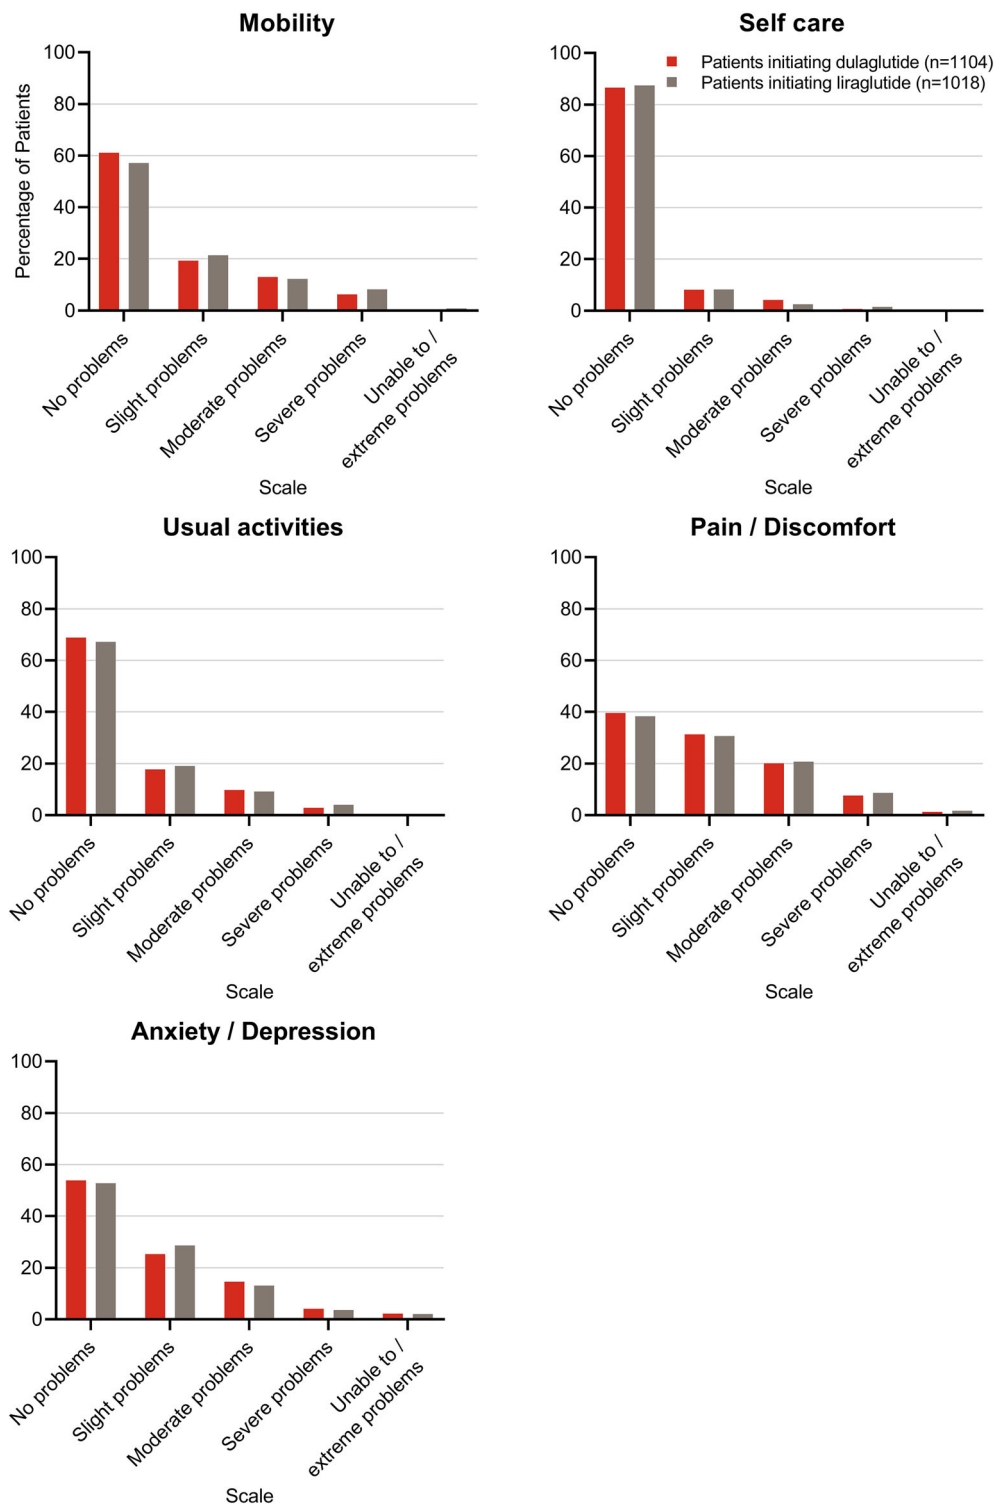 Mobility
Percentage of Patients
100
80
60
40
20
0
No problems
Slight problems
Moderate problems
Severe problems
Unable to /
extreme problems
Scale
Self care
Patients initiating dulaglutide (n=1104)
Patients initiating liraglutide (n=1018)
100
80
60
40
20
0
No problems
Slight problems
Moderate problems
Severe problems
Unable to /
extreme problems
Scale
Usual activities
100
80
60
40
20
0
No problems
Slight problems
Moderate problems
Severe problems
Unable to /
extreme problems
Scale
Pain / Discomfort
100
80
60
40
20
0
No problems
Slight problems
Moderate problems
Severe problems
Unable to /
extreme problems
Scale
Anxiety / Depression
100
80
60
40
20
0
No problems
Slight problems
Moderate problems
Severe problems
Unable to /
extreme problems
Scale